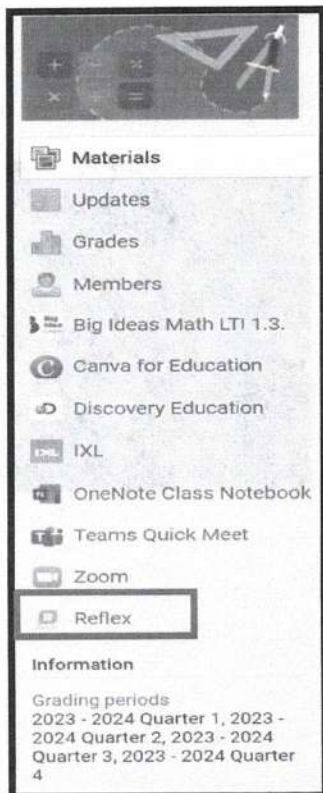 Materials
Updates
Grades
Members
Big Ideas Math LTI 1.3.
Canva for Education
Discovery Education
IXL
OneNote Class Notebook
Teams Quick Meet
Zoom
Reflex
Information
Grading periods
2023 - 2024 Quarter 1, 2023 -
2024 Quarter 2, 2023 - 2024
Quarter 3, 2023 - 2024 Quarter
4